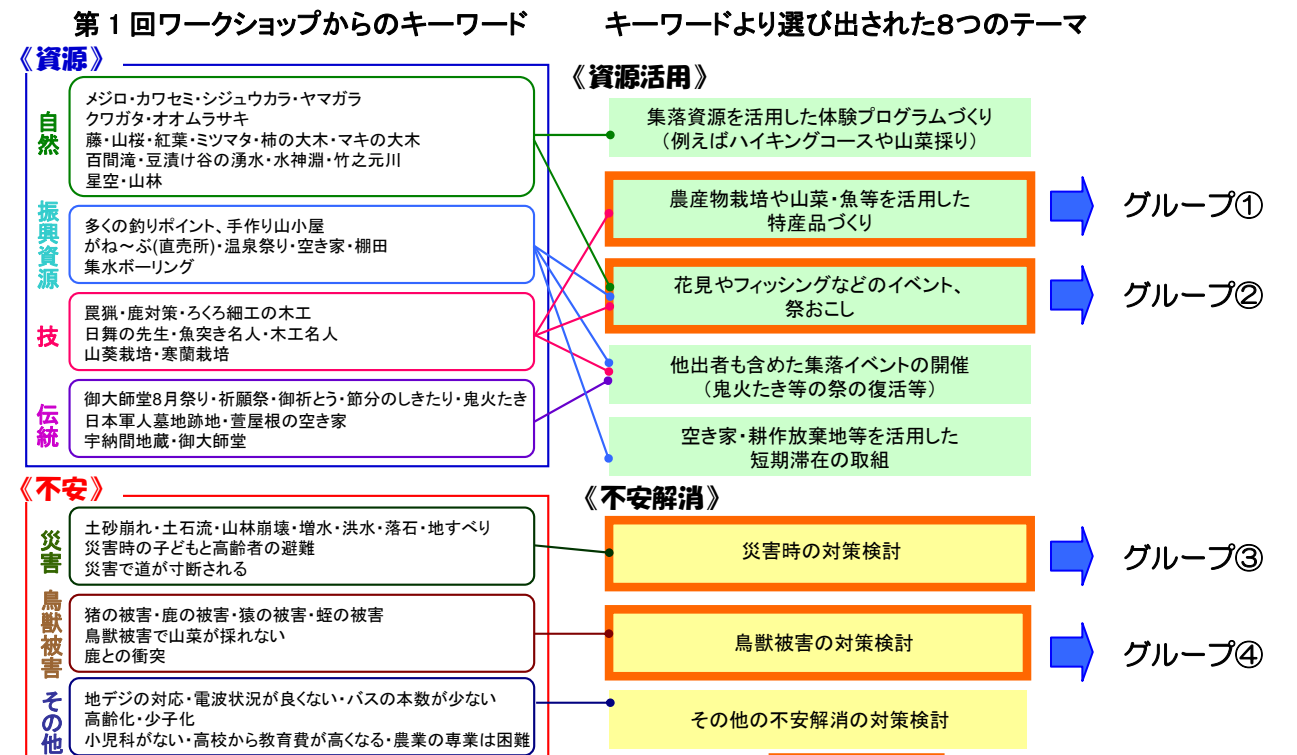 第１回ワークショップからのキーワード
キーワードより選び出された８つのテーマ
《資源》
自然
メジロ・カワセミ・シジュウカラ・ヤマガラ
クワガタ・オオムラサキ
藤・山桜・紅葉・ミツマタ・柿の大木・マキの大木
百間滝・豆漬け谷の湧水・水神淵・竹之元川
星空・山林
振興資源
多くの釣りポイント、手作り山小屋
がね～ぶ(直売所)・温泉祭り・空き家・棚田
集水ボーリング
技
罠猟・鹿対策・ろくろ細工の木工
日舞の先生・魚突き名人・木工名人
山葵栽培・寒蘭栽培
伝統
御大師堂8月祭り・祈願祭・御祈とう・節分のしきたり・鬼火たき
日本軍人墓地跡地・萱屋根の空き家
宇納間地蔵・御大師堂
《資源活用》
集落資源を活用した体験プログラムづくり
（例えばハイキングコースや山菜採り）
農産物栽培や山菜・魚等を活用した
特産品づくり
グループ①
花見やフィッシングなどのイベント、
祭おこし
グループ②
他出者も含めた集落イベントの開催
（鬼火たき等の祭の復活等）
空き家・耕作放棄地等を活用した
短期滞在の取組
《不安》
災害
土砂崩れ・土石流・山林崩壊・増水・洪水・落石・地すべり
災害時の子どもと高齢者の避難
災害で道が寸断される
鳥獣被害
猪の被害・鹿の被害・猿の被害・蛭の被害
鳥獣被害で山菜が採れない
鹿との衝突
その他
地デジの対応・電波状況が良くない・バスの本数が少ない
高齢化・少子化
小児科がない・高校から教育費が高くなる・農業の専業は困難
《不安解消》
災害時の対策検討
グループ③
鳥獣被害の対策検討
グループ④
その他の不安解消の対策検討